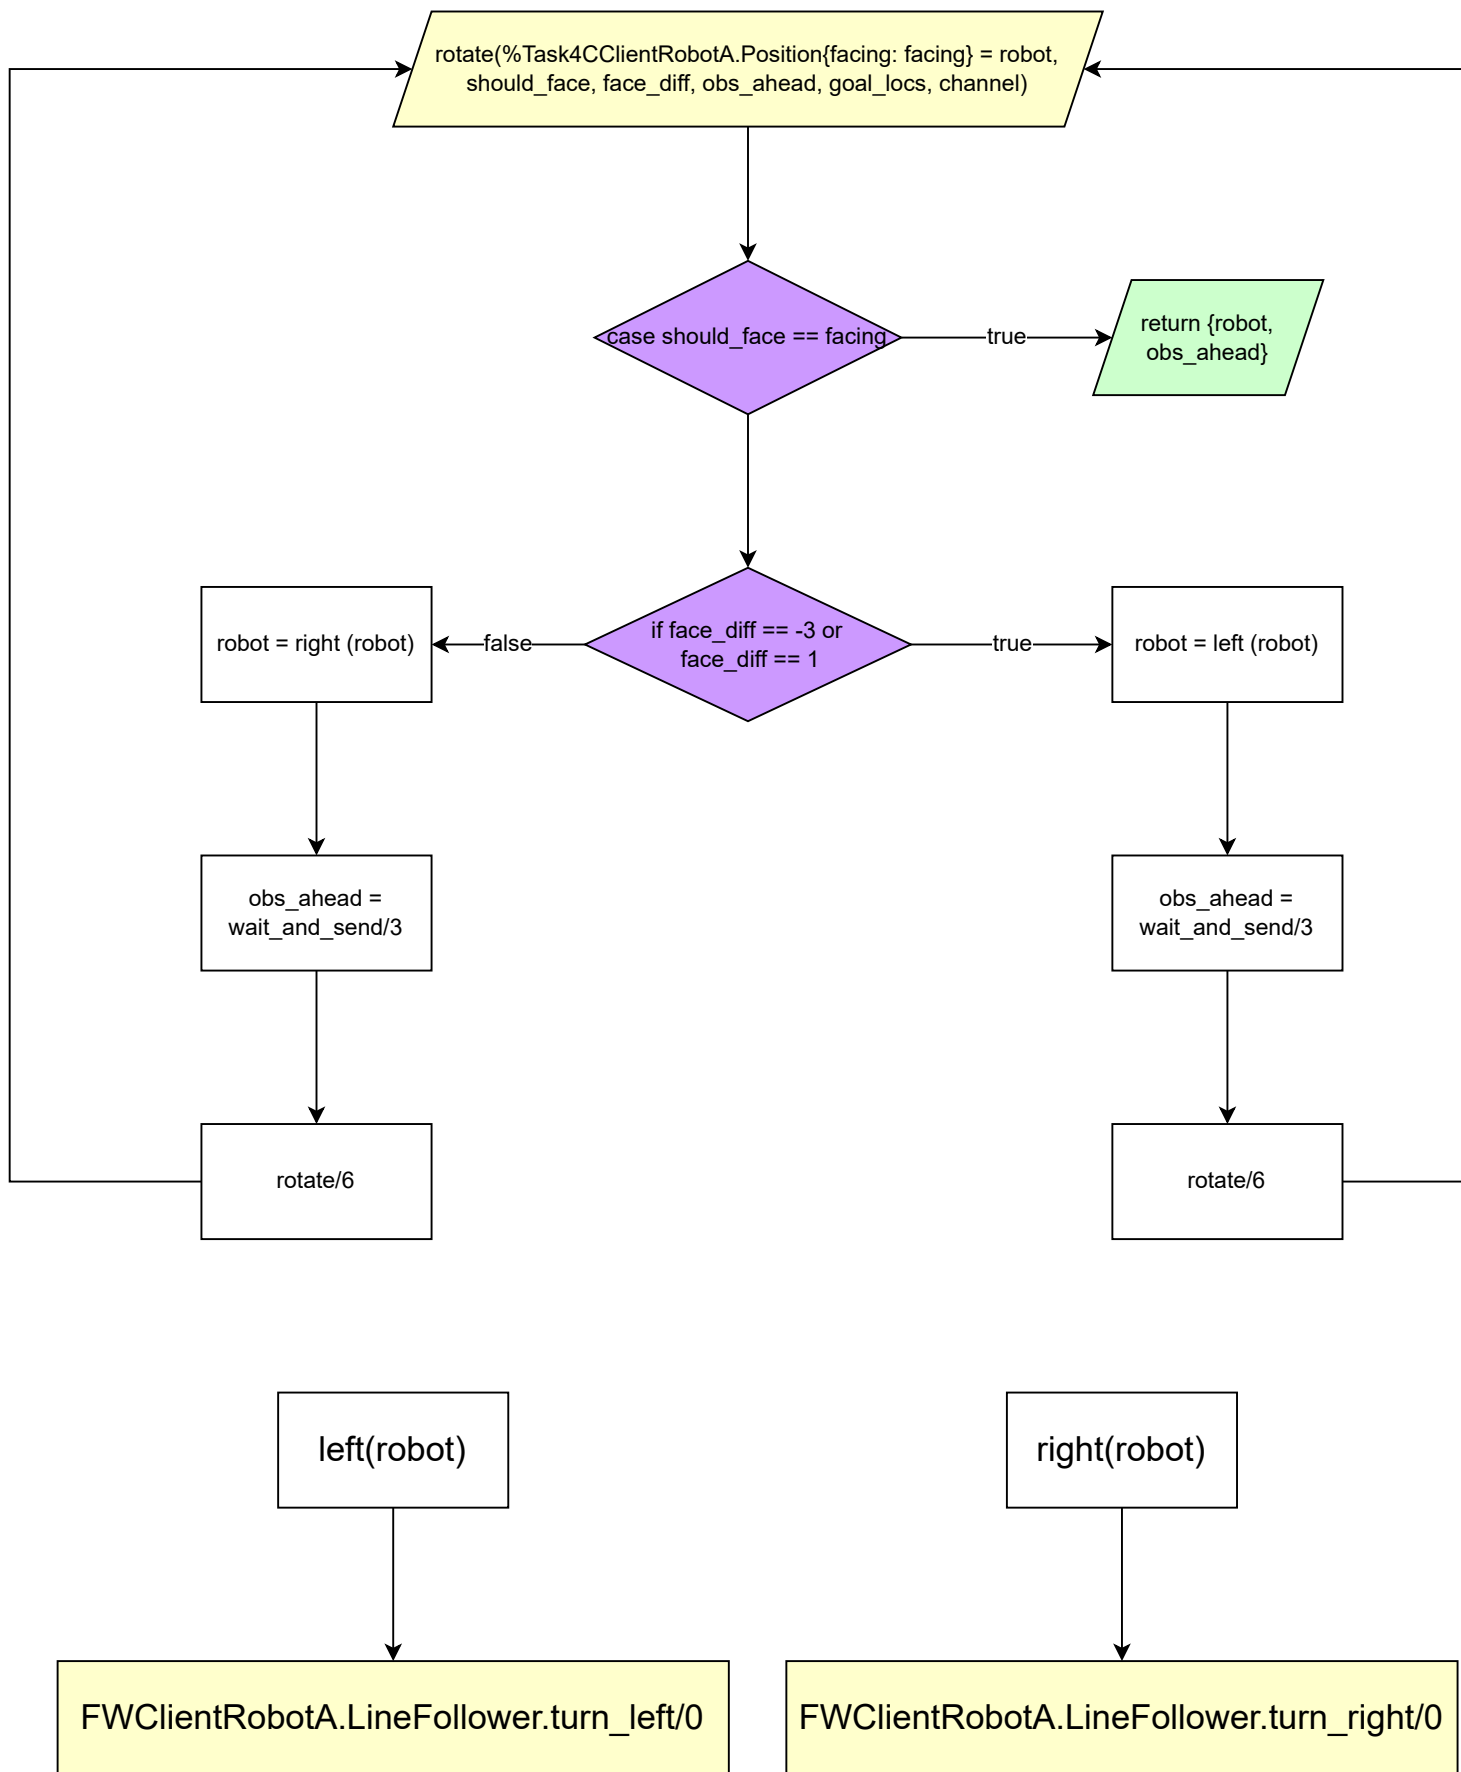 rotate(%Task4CClientRobotA.Position{facing: facing} = robot,
should_face, face_diff, obs_ahead, goal_locs, channel)
case should_face == facing
true
return {robot,
obs_ahead}
robot = right (robot)
false
if face_diff == -3 or
face_diff == 1
true
robot = left (robot)
obs_ahead =
wait_and_send/3
obs_ahead =
wait_and_send/3
rotate/6
rotate/6
left(robot)
right(robot)
FWClientRobotA.LineFollower.turn_left/0
FWClientRobotA.LineFollower.turn_right/0